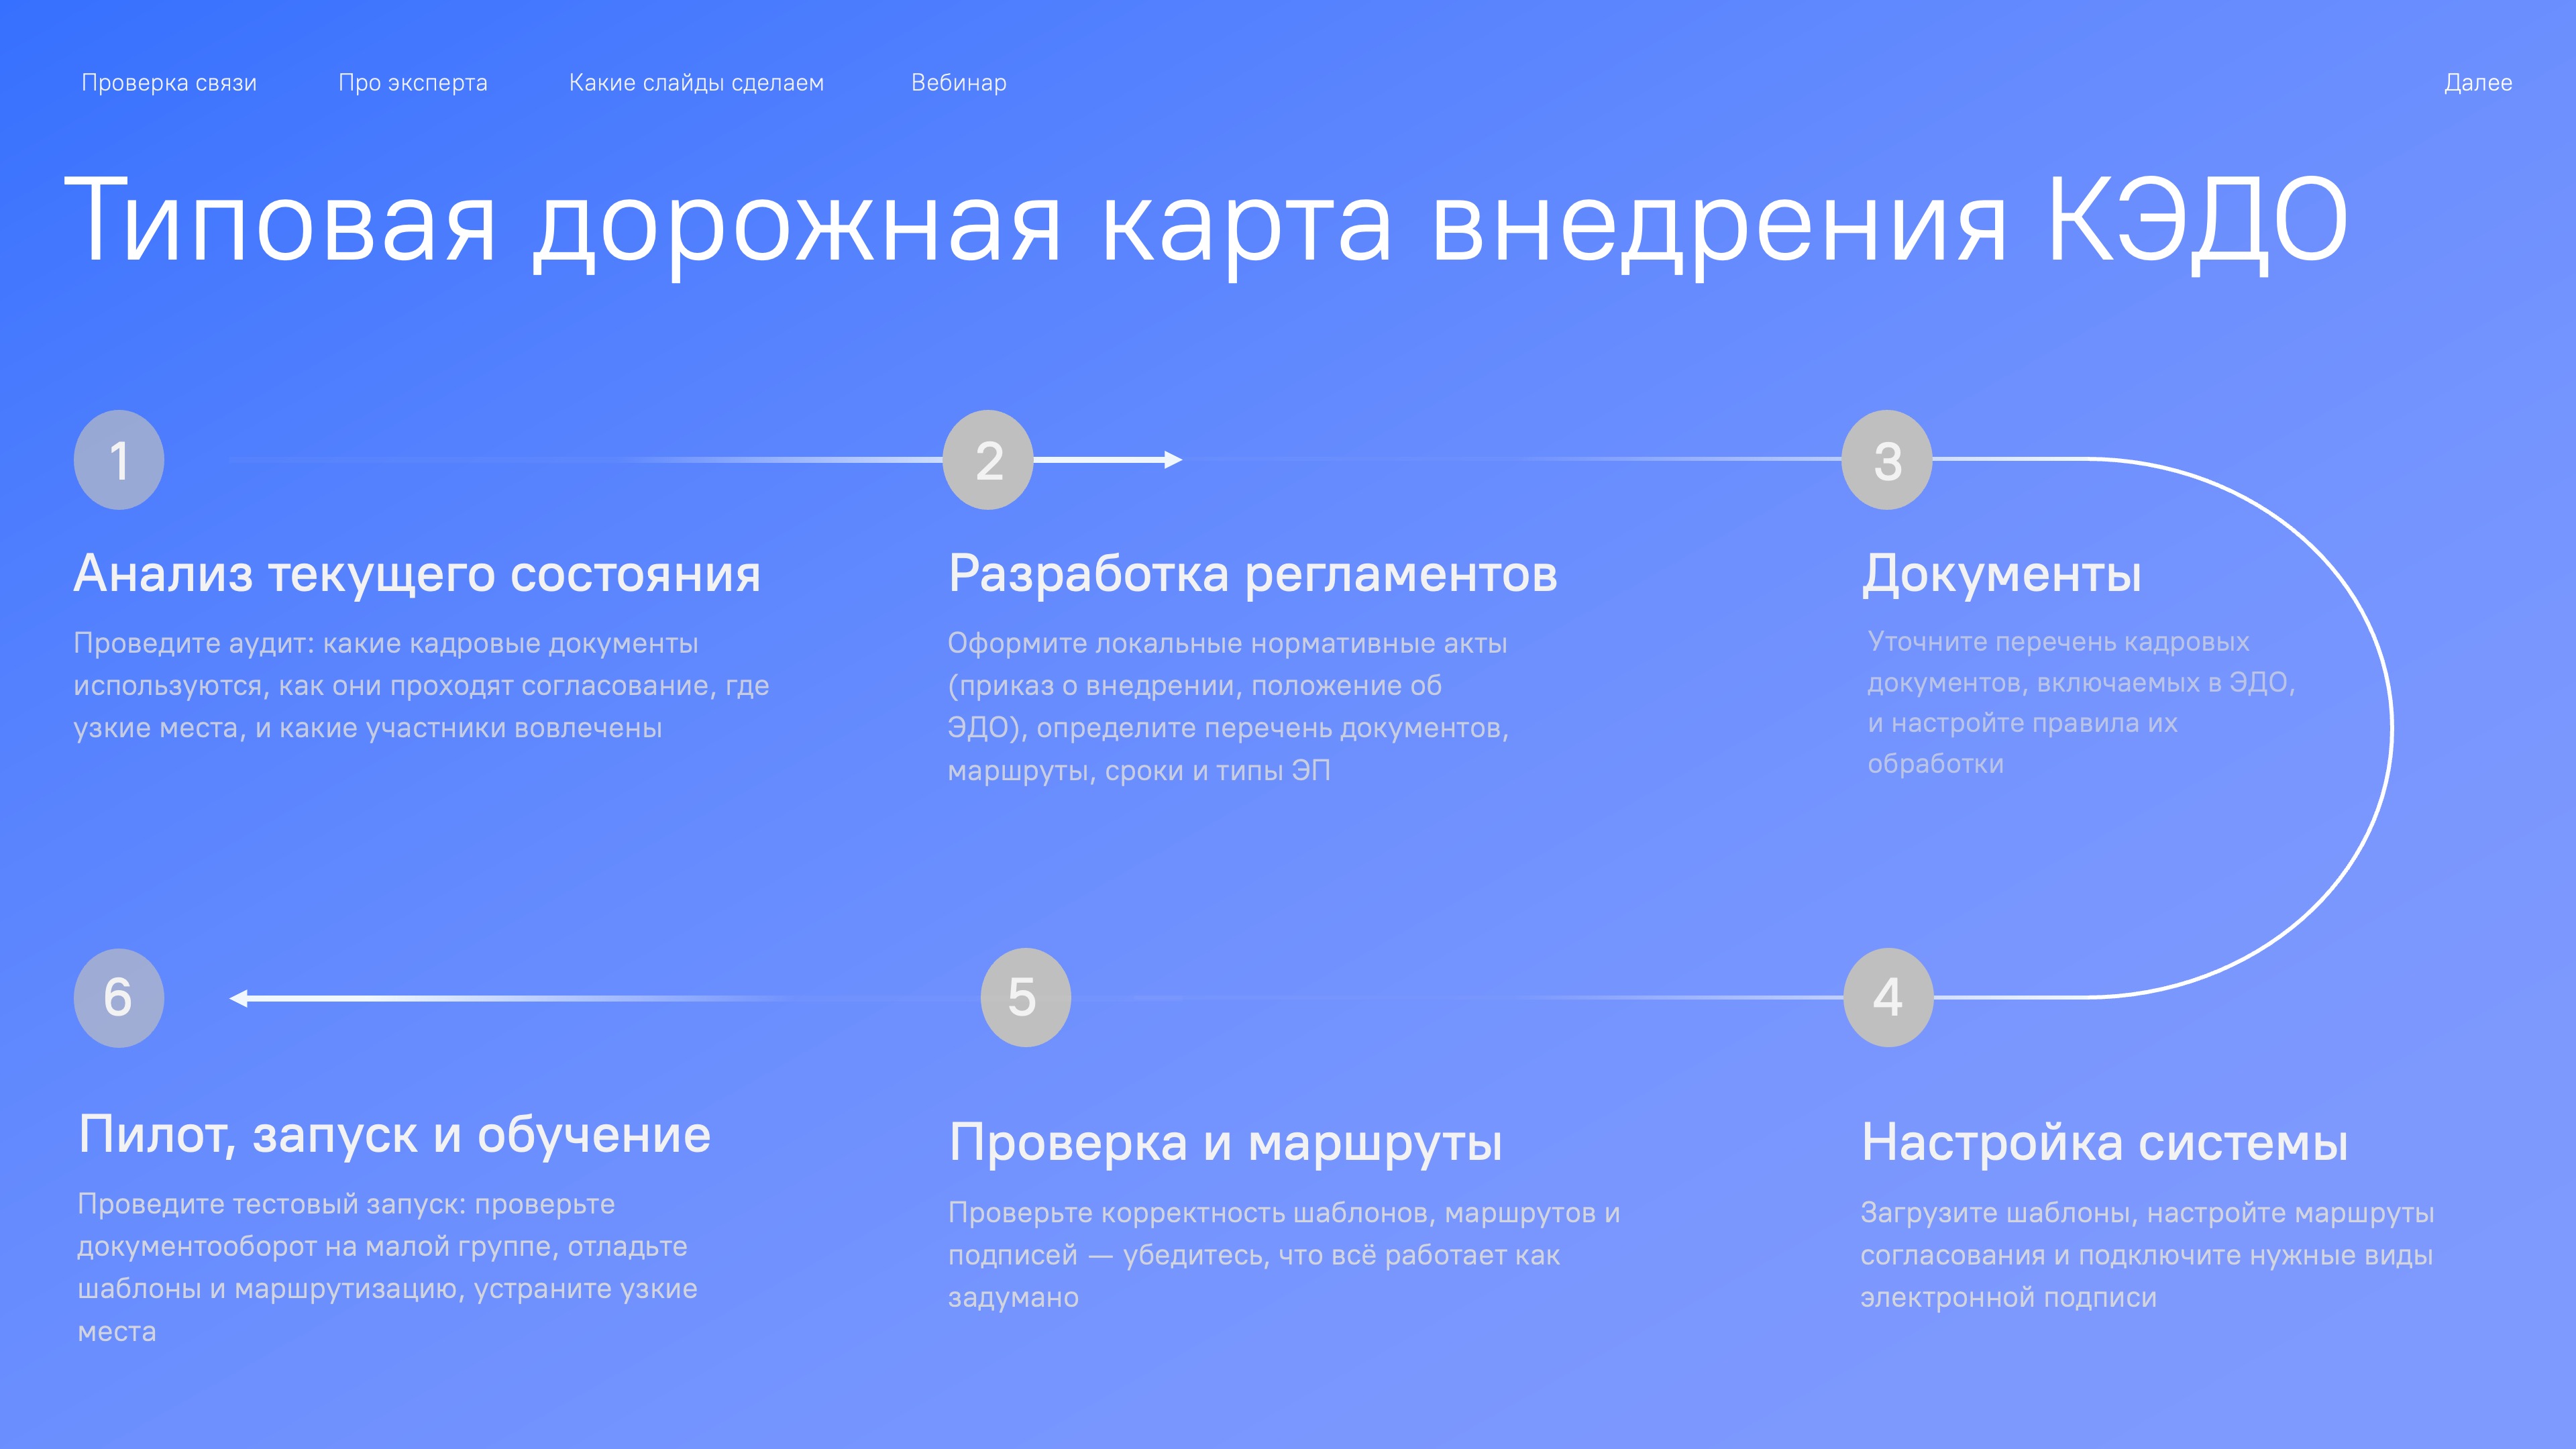 Проверка связи
Про эксперта
Какие слайды сделаем
Вебинар
Далее
Типовая дорожная карта внедрения КЭДО
1
Анализ текущего состояния
Проведите аудит: какие кадровые документы
используются, как они проходят согласование, где
узкие места, и какие участники вовлечены
2
Разработка регламентов
Оформите локальные нормативные акты
(приказ о внедрении, положение об
ЭДО), определите перечень документов,
маршруты, сроки и типы ЭП
3
Документы
Уточните перечень кадровых
документов, включаемых в ЭДО,
и настройте правила их
обработки
4
Настройка системы
Загрузите шаблоны, настройте маршруты
согласования и подключите нужные виды
электронной подписи
5
Проверка и маршруты
Проверьте корректность шаблонов, маршрутов и
подписей — убедитесь, что всё работает как
задумано
6
Пилот, запуск и обучение
Проведите тестовый запуск: проверьте
документооборот на малой группе, отладьте
шаблоны и маршрутизацию, устраните узкие
места